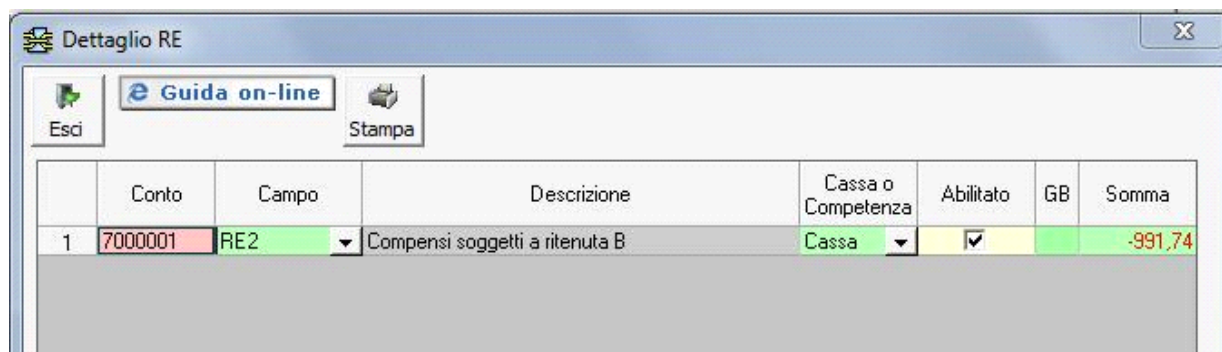 Dettaglio RE
Guida on-line
Esci
Stampa
Conto Campo Descrizione Cassa o Competenza Abilitato GB Somma
1 7000001 RE2 Compensi soggetti a ritenuta B Cassa -991,74